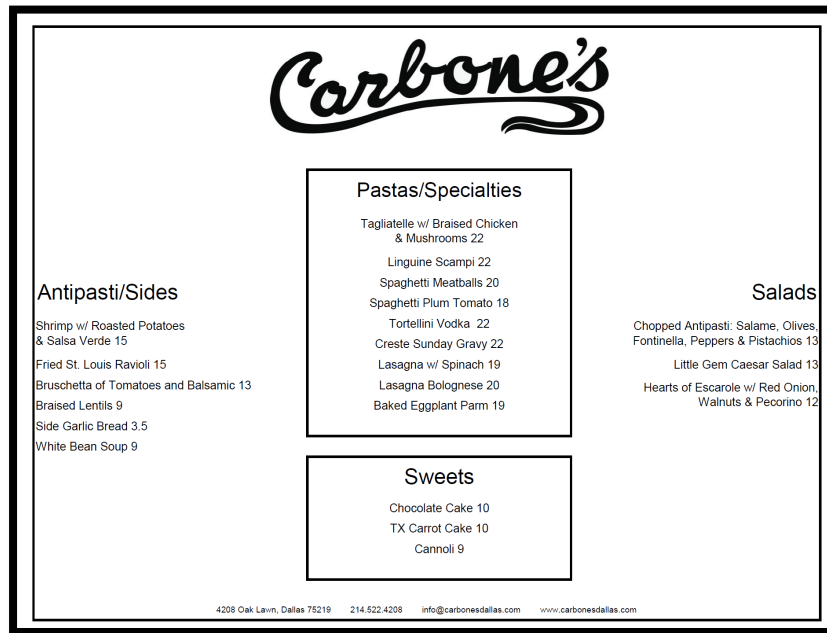 Carbone's
Antipasti/Sides
Shrimp w/ Roasted Potatoes
& Salsa Verde 15
Fried St. Louis Ravioli 15
Bruschetta of Tomatoes and Balsamic 13
Braised Lentils 9
Side Garlic Bread 3.5
White Bean Soup 9
Pastas/Specialties
Tagliatelle w/ Braised Chicken
& Mushrooms 22
Linguine Scampi 22
Spaghetti Meatballs 20
Spaghetti Plum Tomato 18
Tortellini Vodka 22
Creste Sunday Gravy 22
Lasagna w/ Spinach 19
Lasagna Bolognese 20
Baked Eggplant Parm 19
Sweets
Chocolate Cake 10
TX Carrot Cake 10
Cannoli 9
Salads
Chopped Antipasti: Salame, Olives,
Fontinella, Peppers & Pistachios 13
Little Gem Caesar Salad 13
Hearts of Escarole w/ Red Onion,
Walnuts & Pecorino 12
4208 Oak Lawn, Dallas 75219 214.522.4208 info@carbonesdallas.com www.carbonesdallas.com